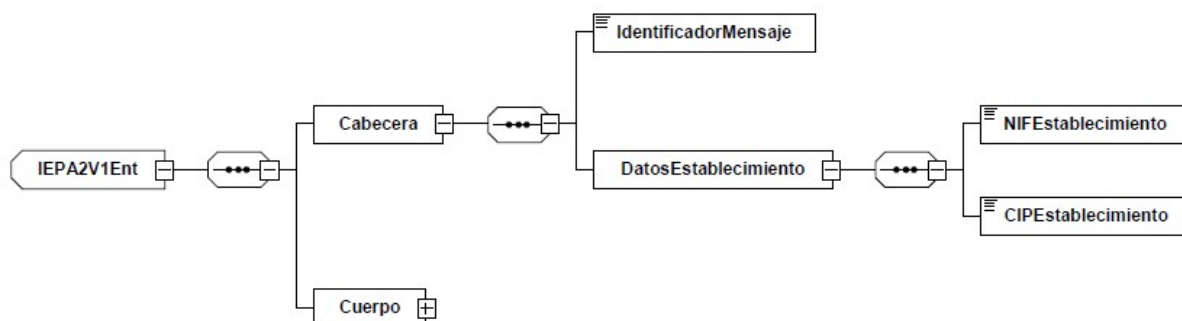 IdentificadorMensaje
Cabecera
NIFEstablecimiento
IEPA2V1Ent
DatosEstablecimiento
CIPEstablecimiento
Cuerpo